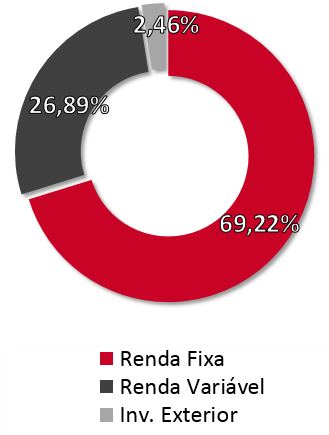 2,46%
26,89%
69,22%
Renda Fixa
Renda Variável
Inv. Exterior